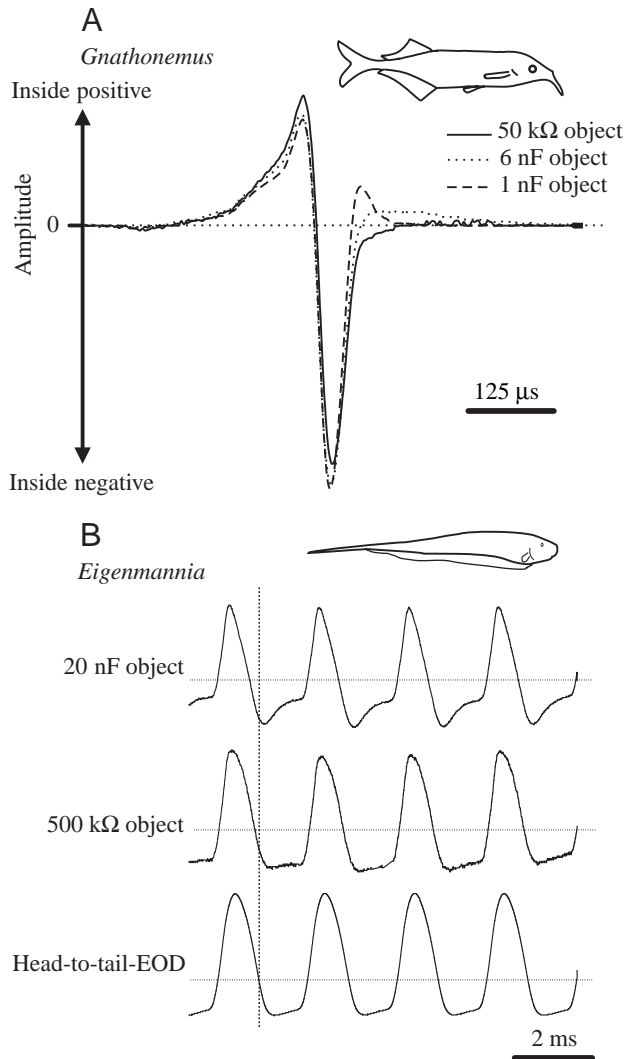 A
Gnathonemus
Inside positive
50 kΩ object
6 nF object
1 nF object
Amplitude
0
125 μs
Inside negative
B
Eigenmannia
20 nF object
500 kΩ object
Head-to-tail-EOD
2 ms